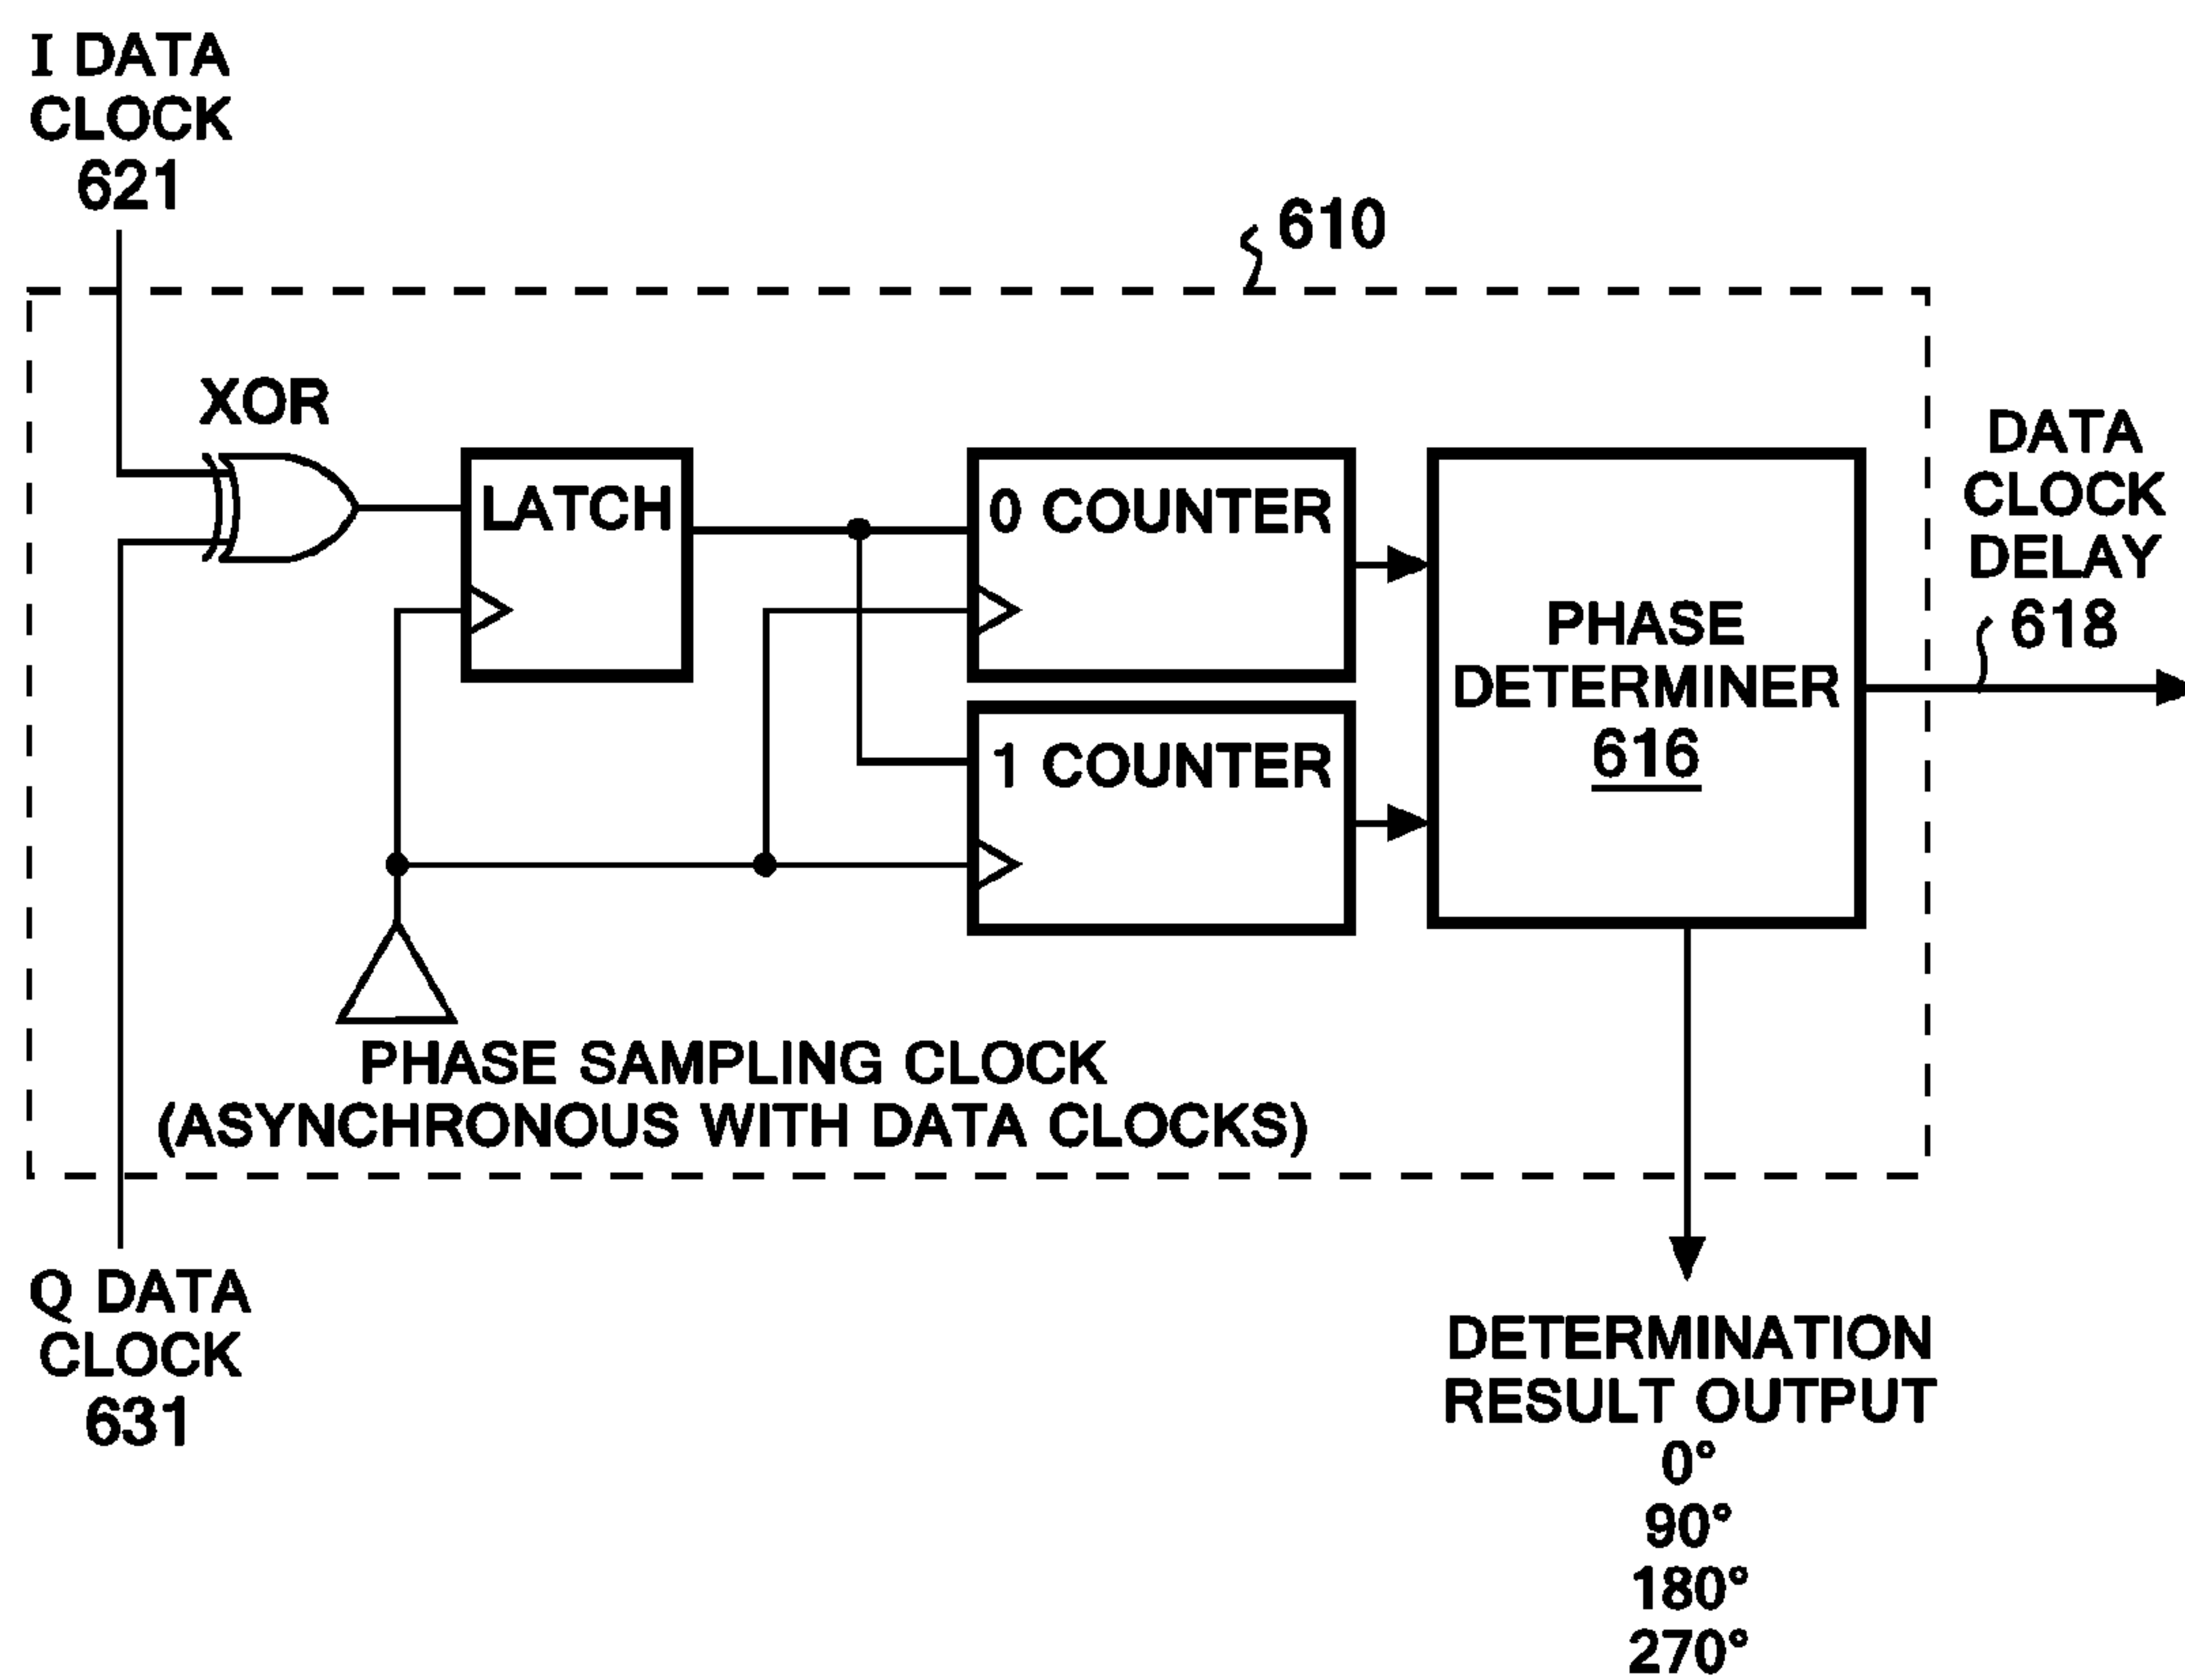 I DATA
CLOCK
621
610
XOR
LATCH
0 COUNTER
1 COUNTER
PHASE
DETERMINER
616
DATA
CLOCK
DELAY
618
PHASE SAMPLING CLOCK
(ASYNCHRONOUS WITH DATA CLOCKS)
Q DATA
CLOCK
631
DETERMINATION
RESULT OUTPUT
0°
90°
180°
270°